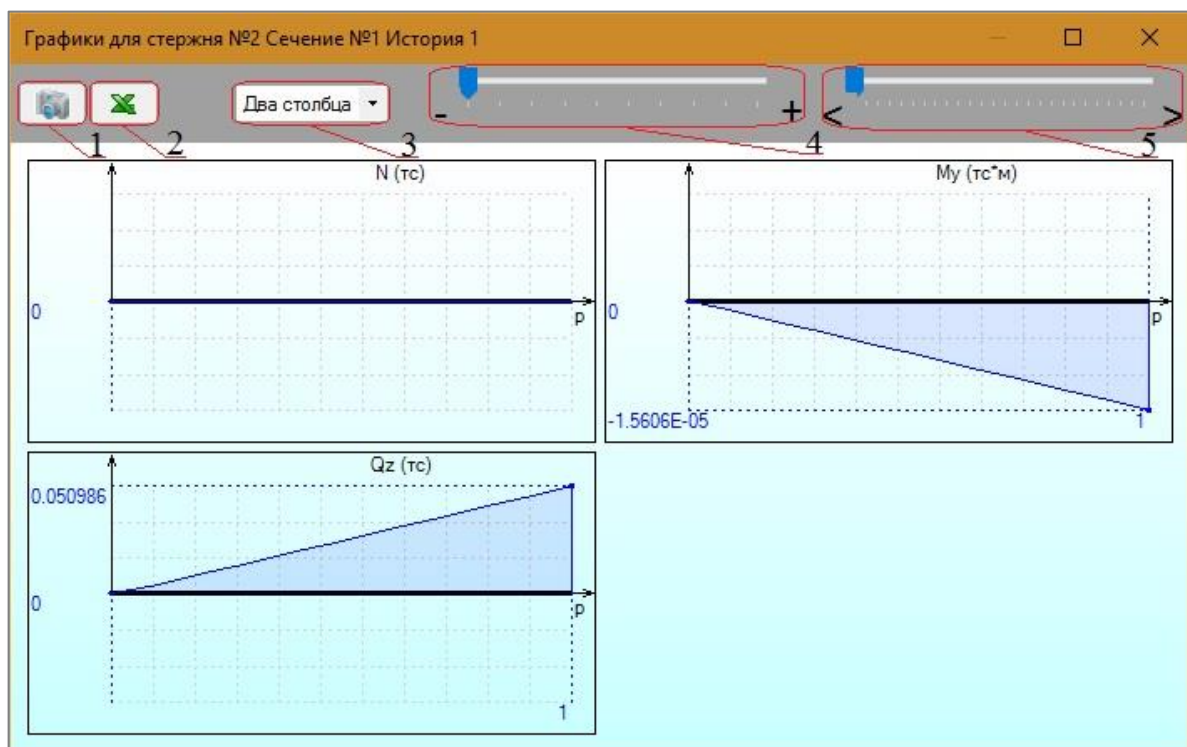 Графики для стержня №2 Сечение №1 История 1
Два столбца
- +
< >
1 2 3 4 5
N (тс)
0
p
My (тс*м)
0
p
-1.5606E-05 1
Qz (тс)
0.050986
0
p
1